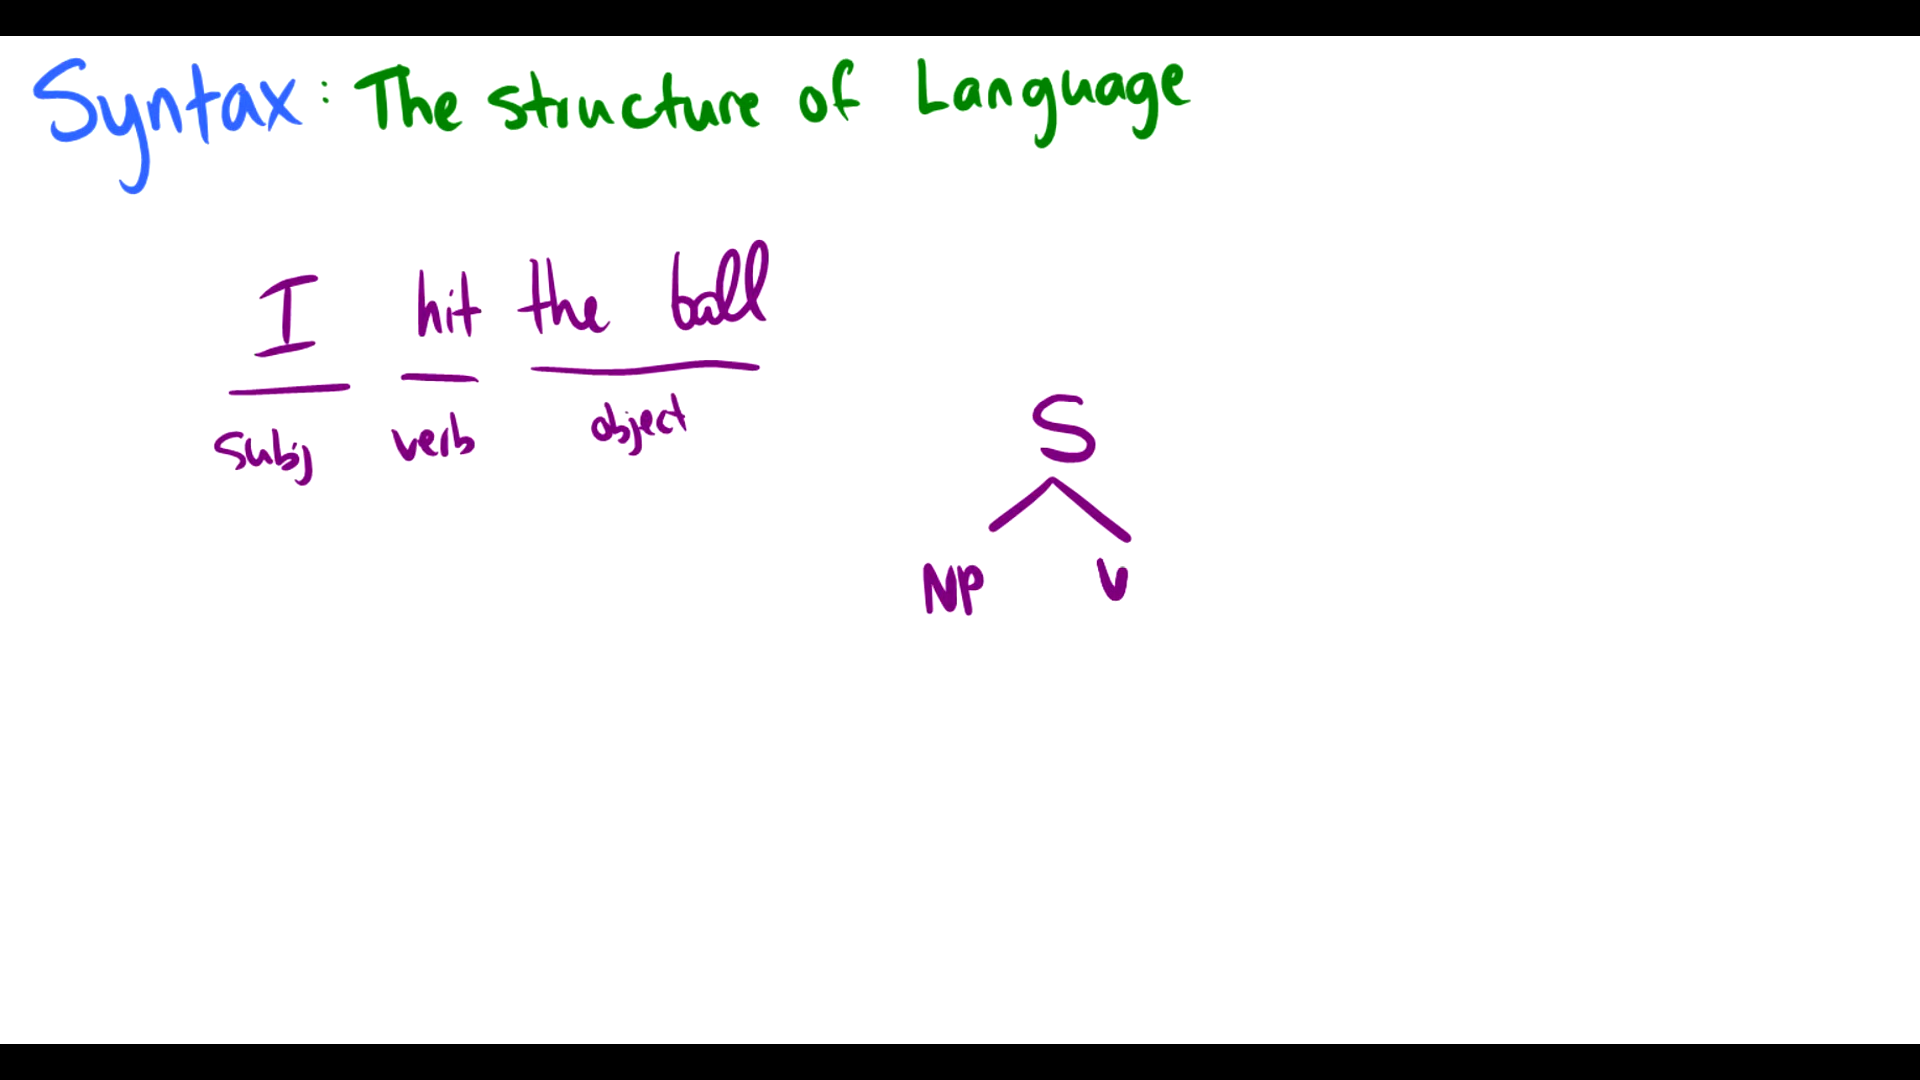 Syntax: The structure of Language
I hit the ball
Subj verb object
S
NP V